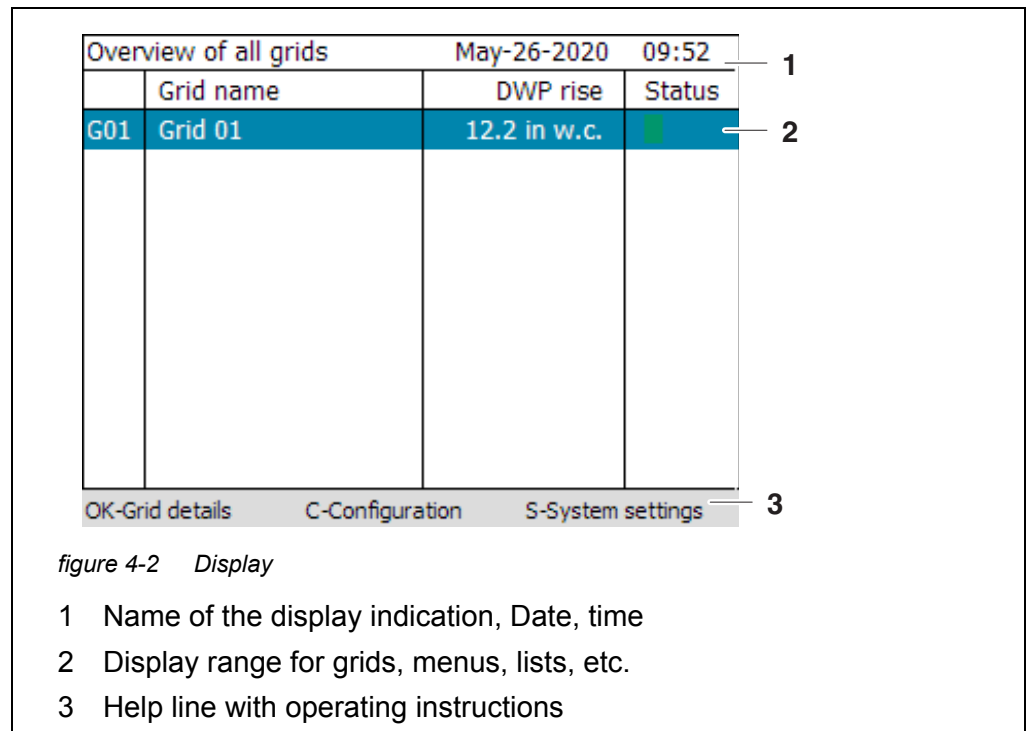 Overview of all grids May-26-2020 09:52 1
Grid name DWP rise Status
G01 Grid 01 12.2 in w.c. 2
OK-Grid details C-Configuration S-System settings 3
figure 4-2 Display
1 Name of the display indication, Date, time
2 Display range for grids, menus, lists, etc.
3 Help line with operating instructions